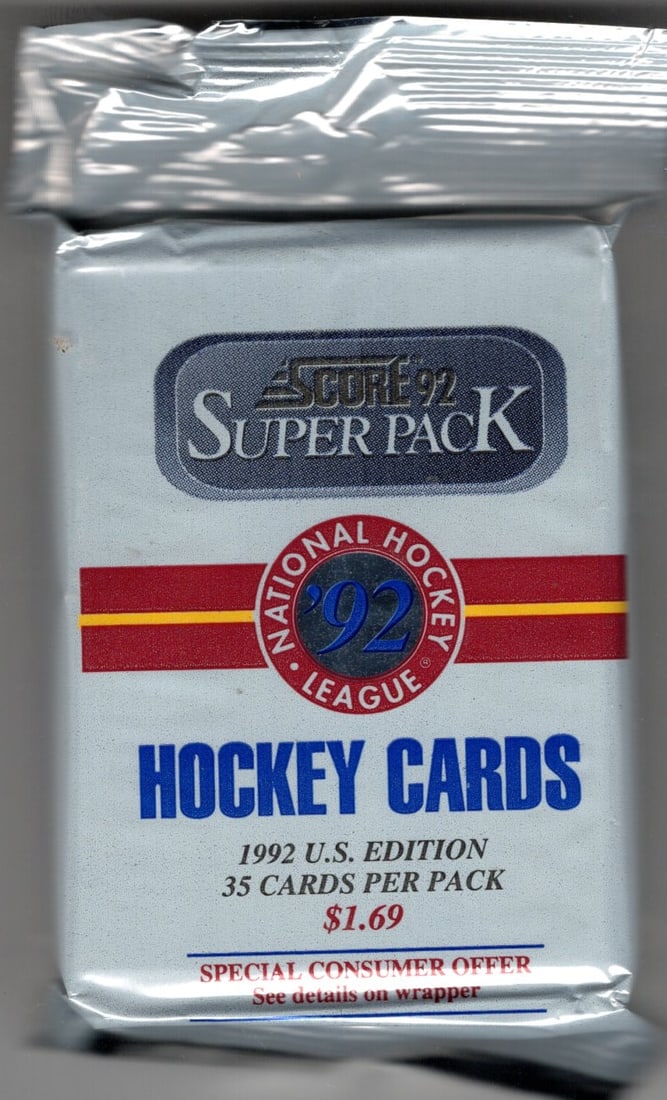 SCORE 92
SUPER PACK
NATIONAL HOCKEY
'92
• LEAGUE® •
HOCKEY CARDS
1992 U.S. EDITION
35 CARDS PER PACK
$1.69
SPECIAL CONSUMER OFFER
See details on wrapper